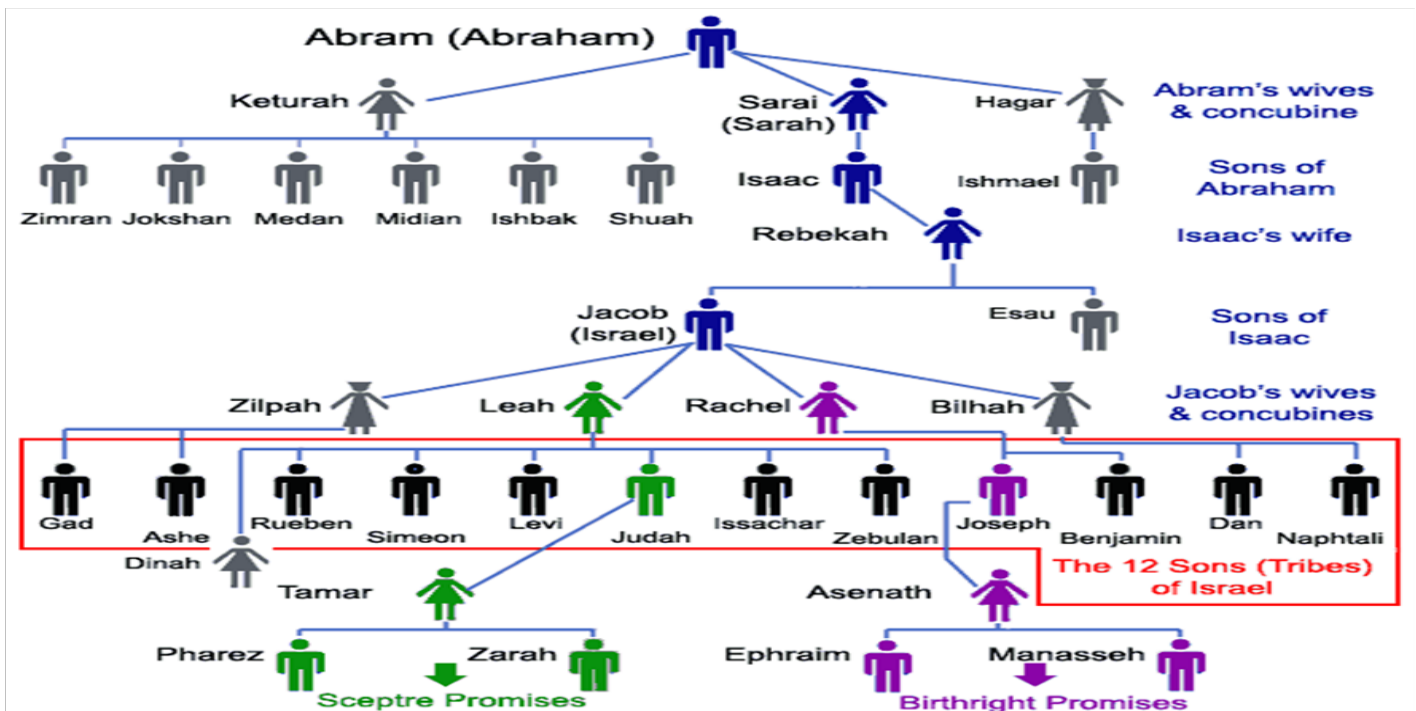 Abram (Abraham)
Keturah
Sarai
(Sarah)
Hagar
Abram's wives
& concubine
Zimran
Jokshan
Medan
Midian
Ishbak
Shuah
Isaac
Ishmael
Sons of
Abraham
Rebekah
Isaac's wife
Jacob
(Israel)
Esau
Sons of
Isaac
Zilpah
Leah
Rachel
Bilhah
Jacob's wives
& concubines
Gad
Ashe
Rueben
Simeon
Levi
Judah
Issachar
Zebulan
Joseph
Benjamin
Dan
Naphtali
Dinah
The 12 Sons (Tribes)
of Israel
Tamar
Asenath
Pharez
Zarah
Ephraim
Manasseh
Sceptre Promises
Birthright Promises